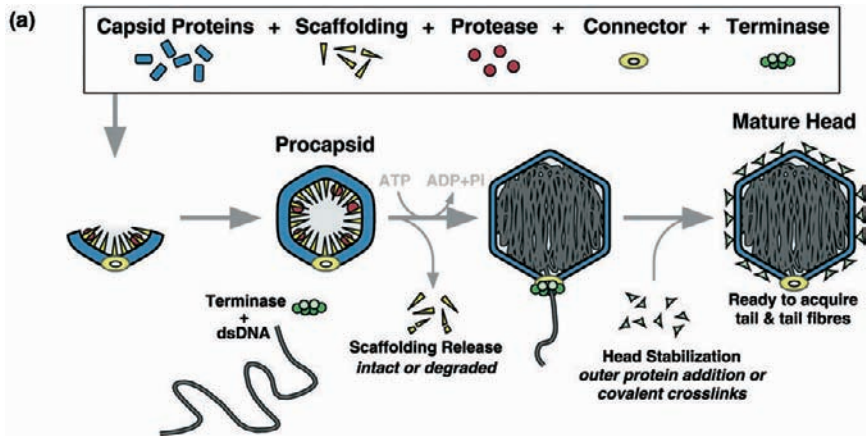 (a)
Capsid Proteins + Scaffolding + Protease + Connector + Terminase
Procapsid
Mature Head
ATP ADP+Pi
Terminase
+
dsDNA
Scaffolding Release
intact or degraded
Head Stabilization
outer protein addition or
covalent crosslinks
Ready to acquire
tail & tail fibres